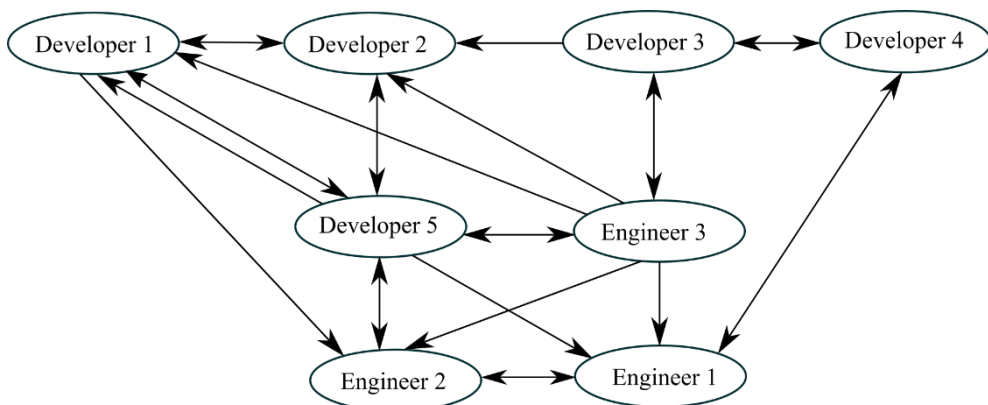 Developer 1
Developer 2
Developer 3
Developer 4
Developer 5
Engineer 3
Engineer 2
Engineer 1